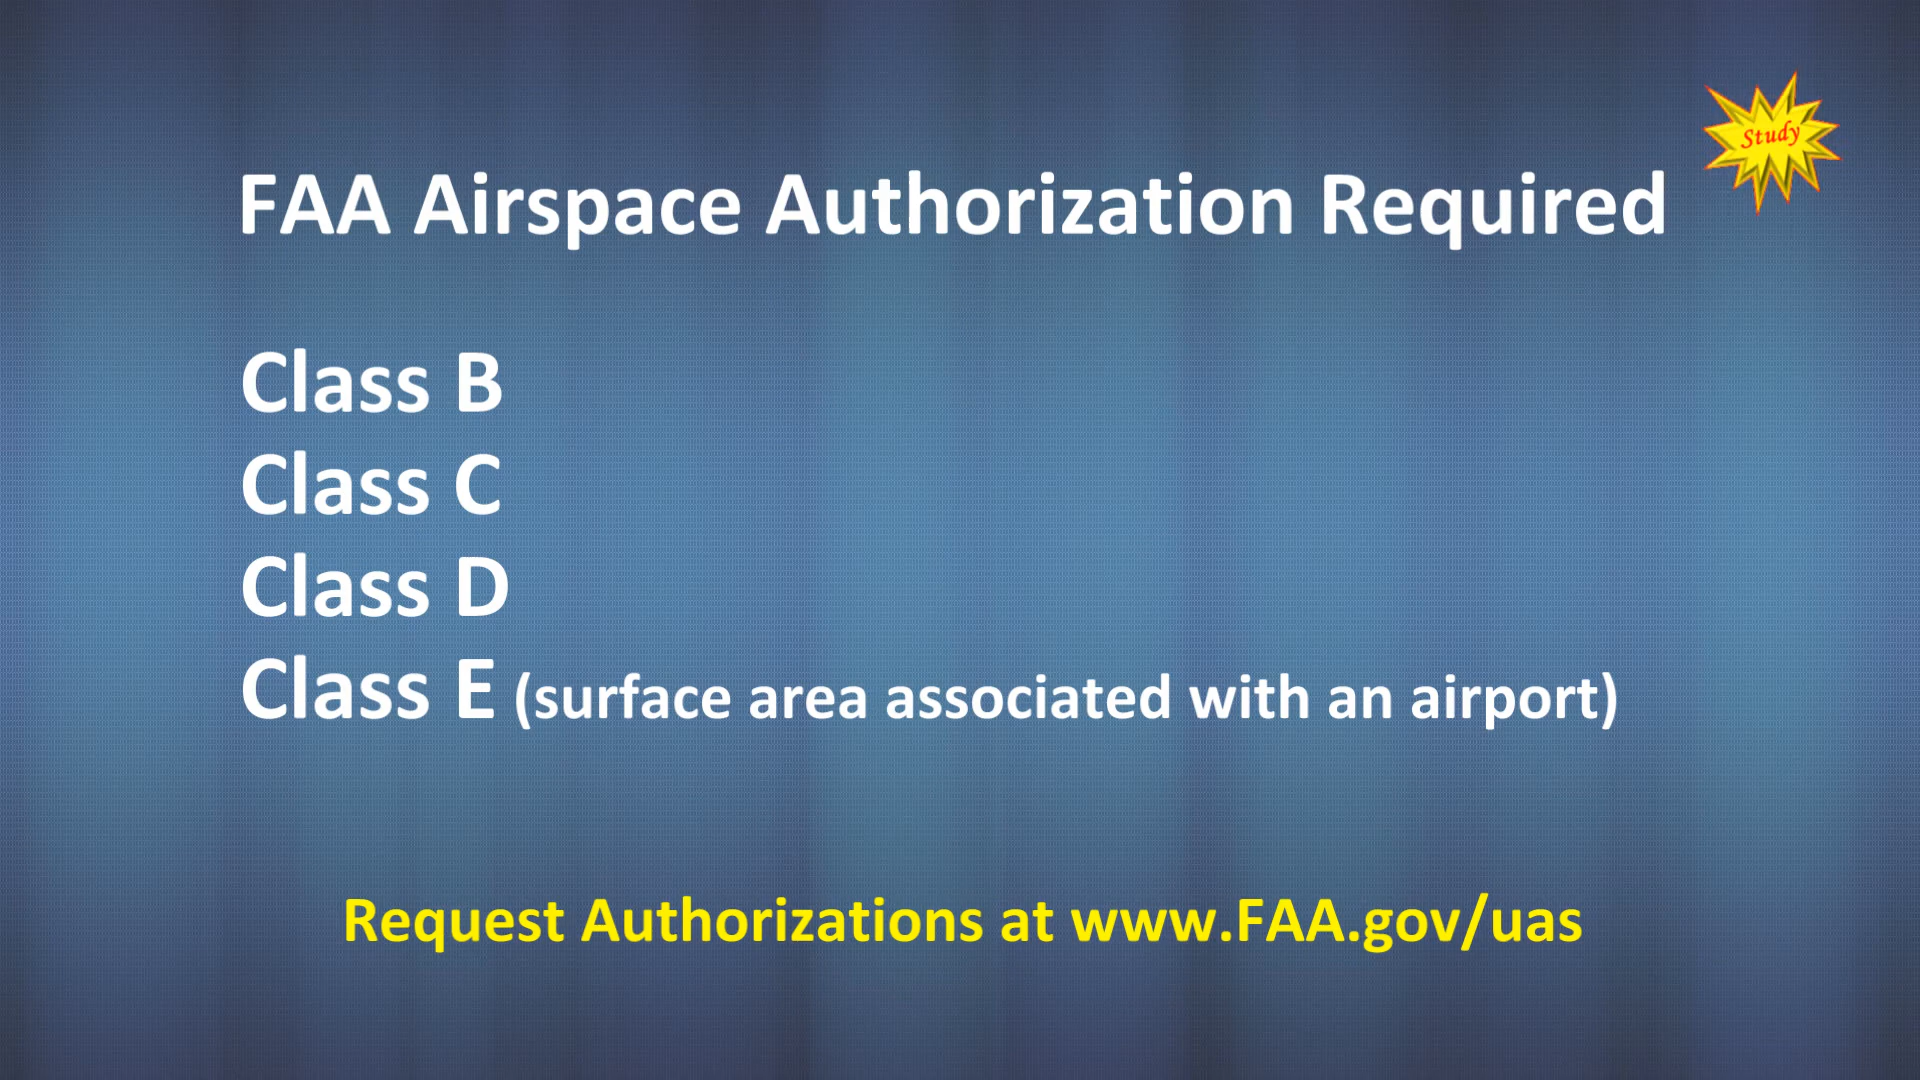 Study
FAA Airspace Authorization Required
Class B
Class C
Class D
Class E (surface area associated with an airport)
Request Authorizations at www.FAA.gov/uas